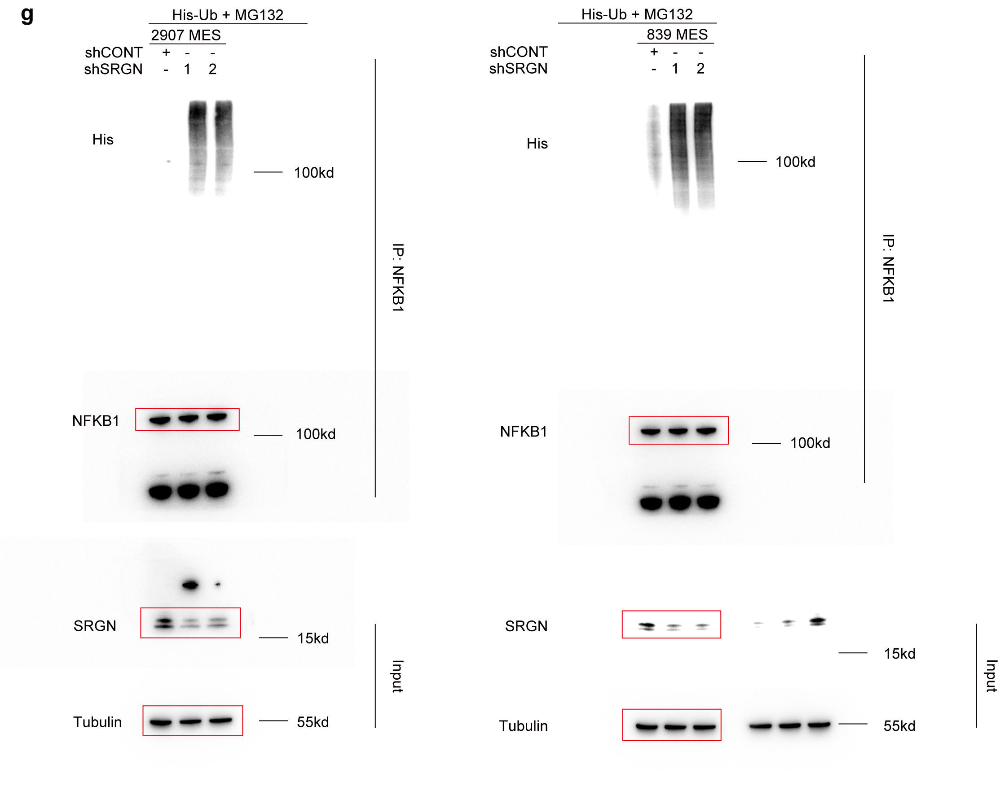 g
His-Ub + MG132
2907 MES
shCONT + - -
shSRGN - 1 2
His
100kd
NFKB1
100kd
IP: NFKB1
SRGN
15kd
Tubulin
55kd
Input
His-Ub + MG132
839 MES
shCONT + - -
shSRGN - 1 2
His
100kd
NFKB1
100kd
IP: NFKB1
SRGN
15kd
Tubulin
55kd
Input